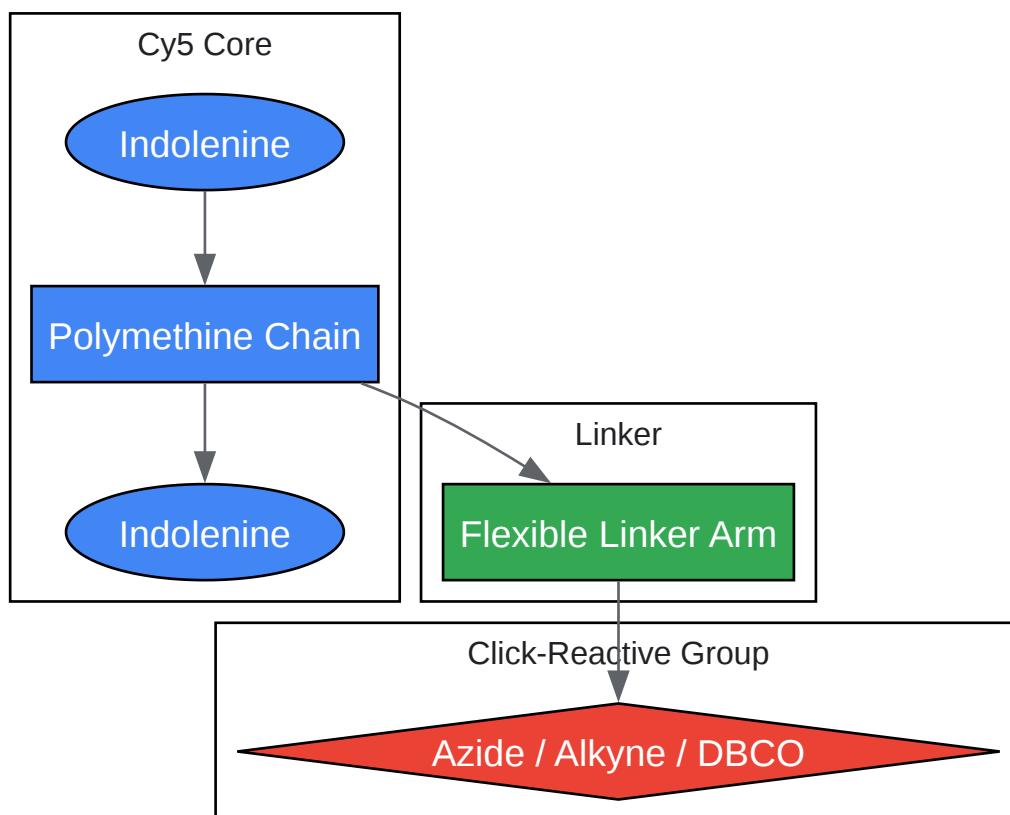 Cy5 Core
Indolenine
Polymethine Chain
Indolenine
Linker
Flexible Linker Arm
Click-Reactive Group
Azide / Alkyne / DBCO